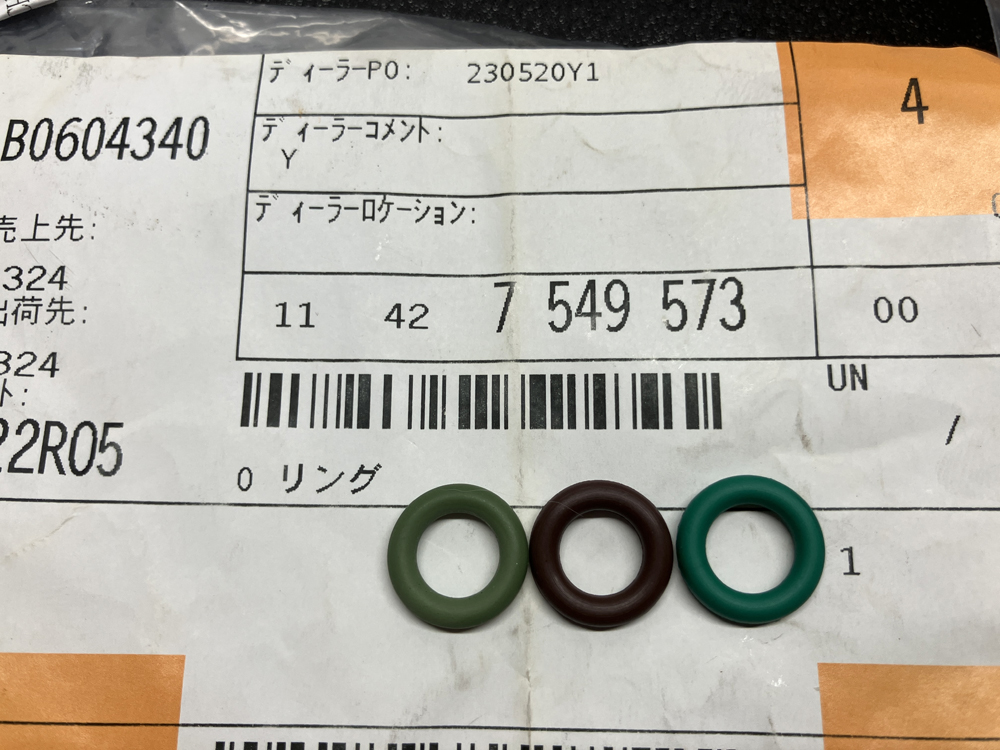 ディーラーPO: 230520Y1
4
B0604340
ディーラーコメント:
Y
売上先:
ディーラーロケーション:
324
出荷先:
11 42 7 549 573 00
324
ト:
UN
/
22R05
O リング
1